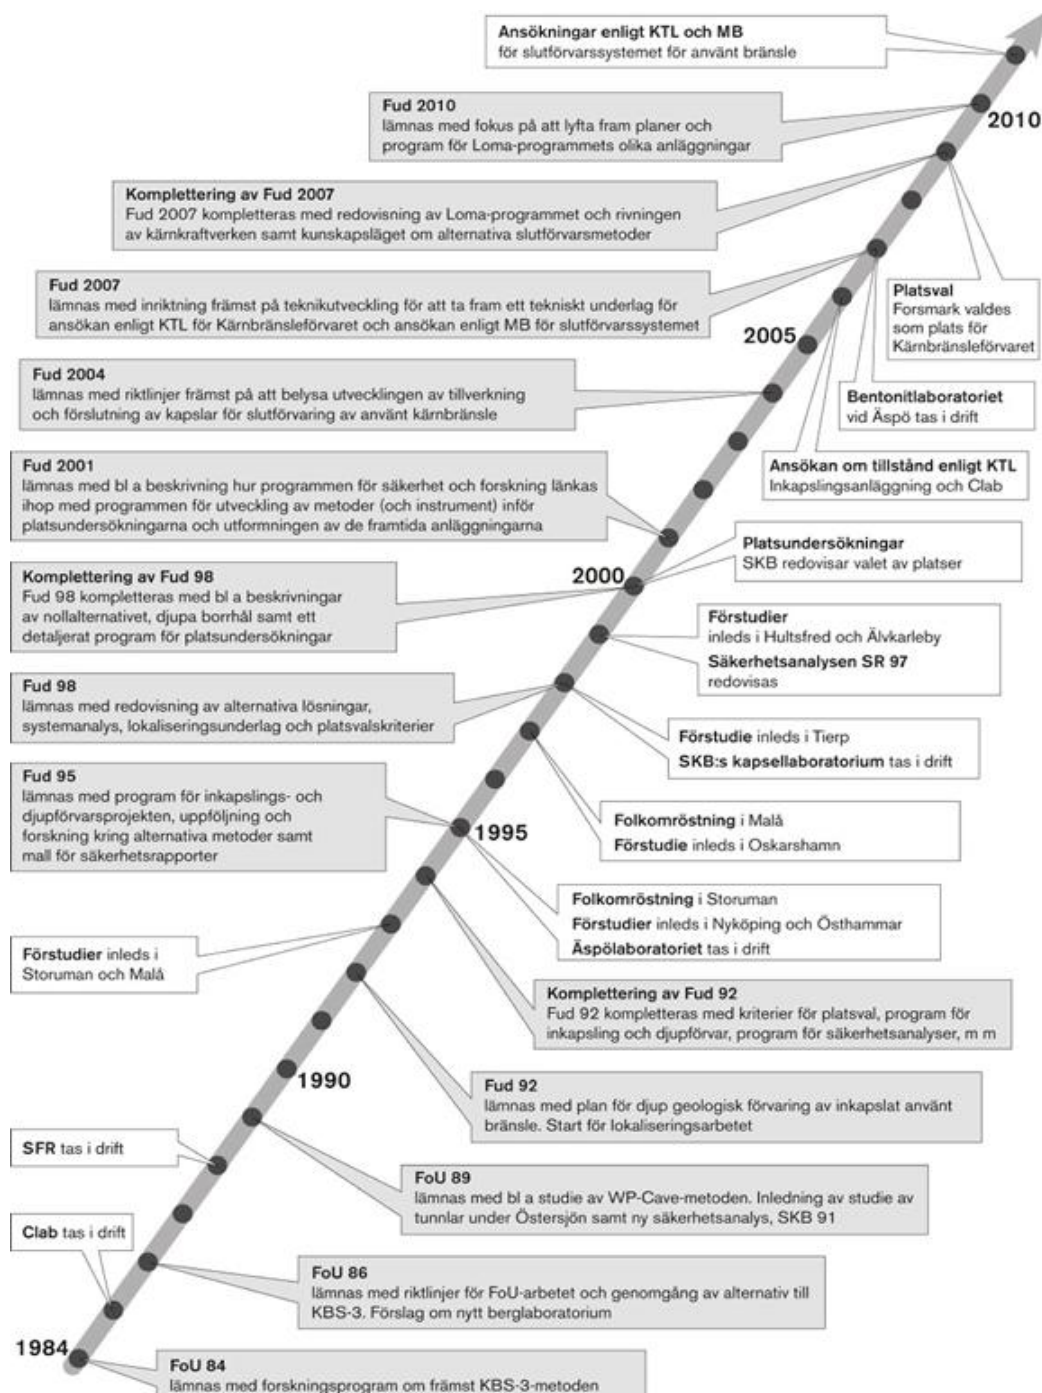 Ansökningar enligt KTL och MB
för slutförvarssystemet för använt bränsle
Fud 2010
lämnas med fokus på att lyfta fram planer och
program för Loma-programmets olika anläggningar
2010
Komplettering av Fud 2007
Fud 2007 kompletteras med redovisning av Loma-programmet och rivningen
av kärnkraftverken samt kunskapsläget om alternativa slutförvarsmetoder
Fud 2007
lämnas med inriktning främst på teknikutveckling för att ta fram ett tekniskt underlag för
ansökan enligt KTL för Kärnbränsleförvaret och ansökan enligt MB för slutförvarssystemet
Platsval
Forsmark valdes
som plats för
Kärnbränsleförvaret
2005
Fud 2004
lämnas med riktlinjer främst på att belysa utvecklingen av tillverkning
och förslutning av kapslar för slutförvaring av använt kärnbränsle
Bentonitlaboratoriet
vid Äspö tas i drift
Ansökan om tillstånd enligt KTL
Inkapslingsanläggning och Clab
Fud 2001
lämnas med bl a beskrivning hur programmen för säkerhet och forskning länkas
ihop med programmen för utveckling av metoder (och instrument) inför
platsundersökningarna och utformningen av de framtida anläggningarna
Platsundersökningar
SKB redovisar valet av platser
2000
Komplettering av Fud 98
Fud 98 kompletteras med bl a beskrivningar
av nollalternativet, djupa borrhål samt ett
detaljerat program för platsundersökningar
Förstudier
inleds i Hultsfred och Älvkarleby
Säkerhetsanalysen SR 97
redovisas
Fud 98
lämnas med redovisning av alternativa lösningar,
systemanalys, lokaliseringsunderlag och platsvalskriterier
Förstudie inleds i Tierp
SKB:s kapsellaboratorium tas i drift
Fud 95
lämnas med program för inkapslings- och
djupförvarsprojekten, uppföljning och
forskning kring alternativa metoder samt
mall för säkerhetsrapporter
1995
Folkomröstning i Malå
Förstudie inleds i Oskarshamn
Folkomröstning i Storuman
Förstudier inleds i Nyköping och Östhammar
Äspölaboratoriet tas i drift
Förstudier inleds i
Storuman och Malå
Komplettering av Fud 92
Fud 92 kompletteras med kriterier för platsval, program för
inkapsling och djupförvar, program för säkerhetsanalyser, m m
1990
Fud 92
lämnas med plan för djup geologisk förvaring av inkapslat använt
bränsle. Start för lokaliseringsarbetet
SFR tas i drift
FoU 89
lämnas med bl a studie av WP-Cave-metoden. Inledning av studie av
tunnlar under Östersjön samt ny säkerhetsanalys, SKB 91
Clab tas i drift
FoU 86
lämnas med riktlinjer för FoU-arbetet och genomgång av alternativ till
KBS-3. Förslag om nytt berglaboratorium
1984
FoU 84
lämnas med forskningsprogram om främst KBS-3-metoden